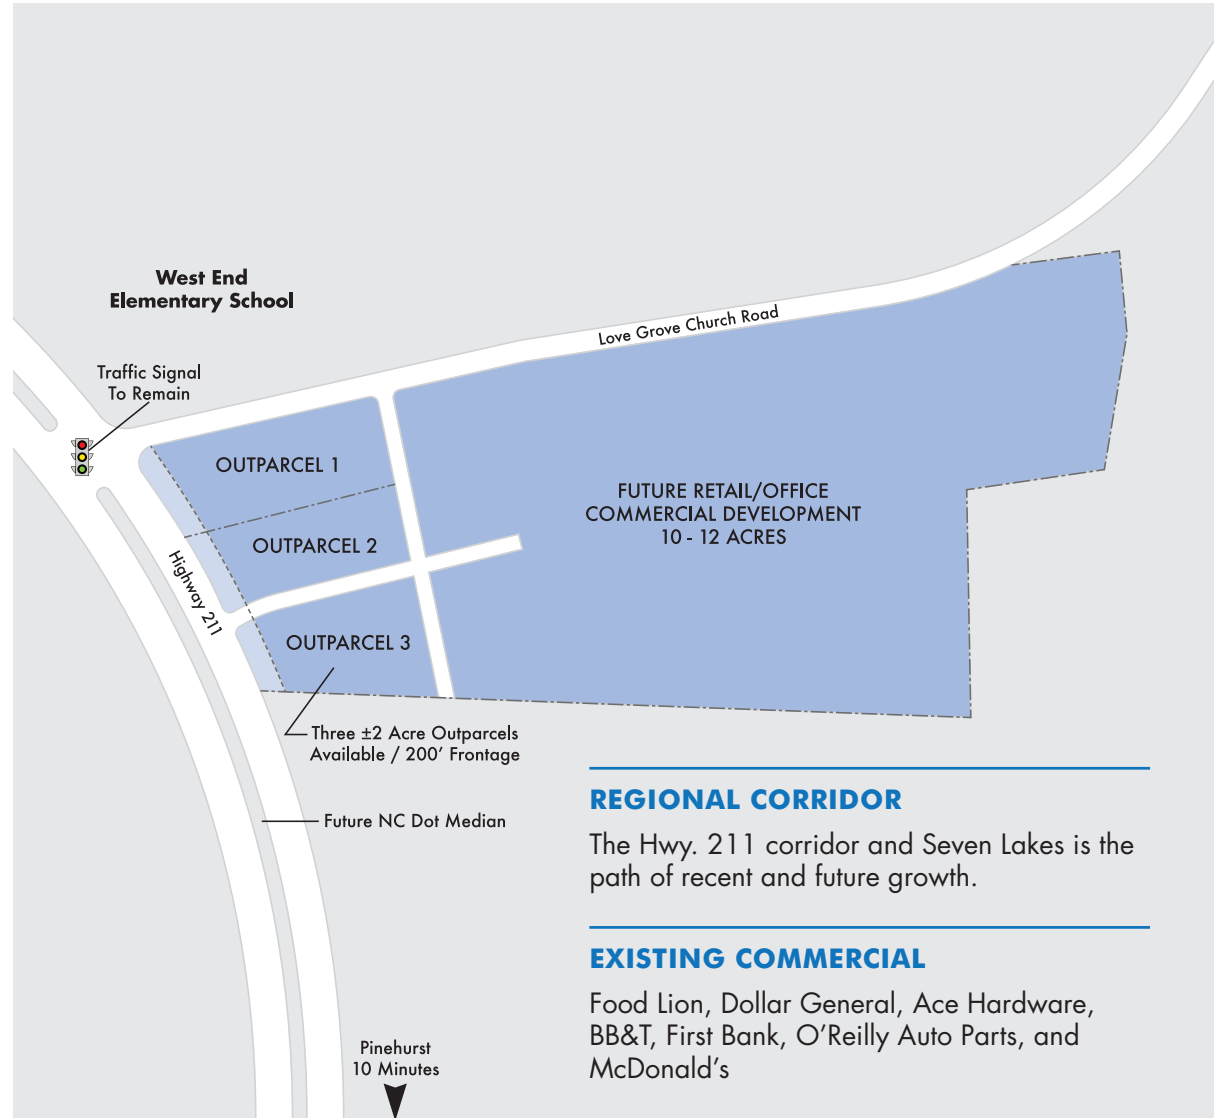 West End
Elementary School
Traffic Signal
To Remain
Love Grove Church Road
OUTPARCEL 1
OUTPARCEL 2
Highway 211
OUTPARCEL 3
FUTURE RETAIL/OFFICE
COMMERCIAL DEVELOPMENT
10 - 12 ACRES
Three ±2 Acre Outparcels
Available / 200’ Frontage
Future NC Dot Median
Pinehurst
10 Minutes
REGIONAL CORRIDOR
The Hwy. 211 corridor and Seven Lakes is the
path of recent and future growth.
EXISTING COMMERCIAL
Food Lion, Dollar General, Ace Hardware,
BB&T, First Bank, O’Reilly Auto Parts, and
McDonald’s